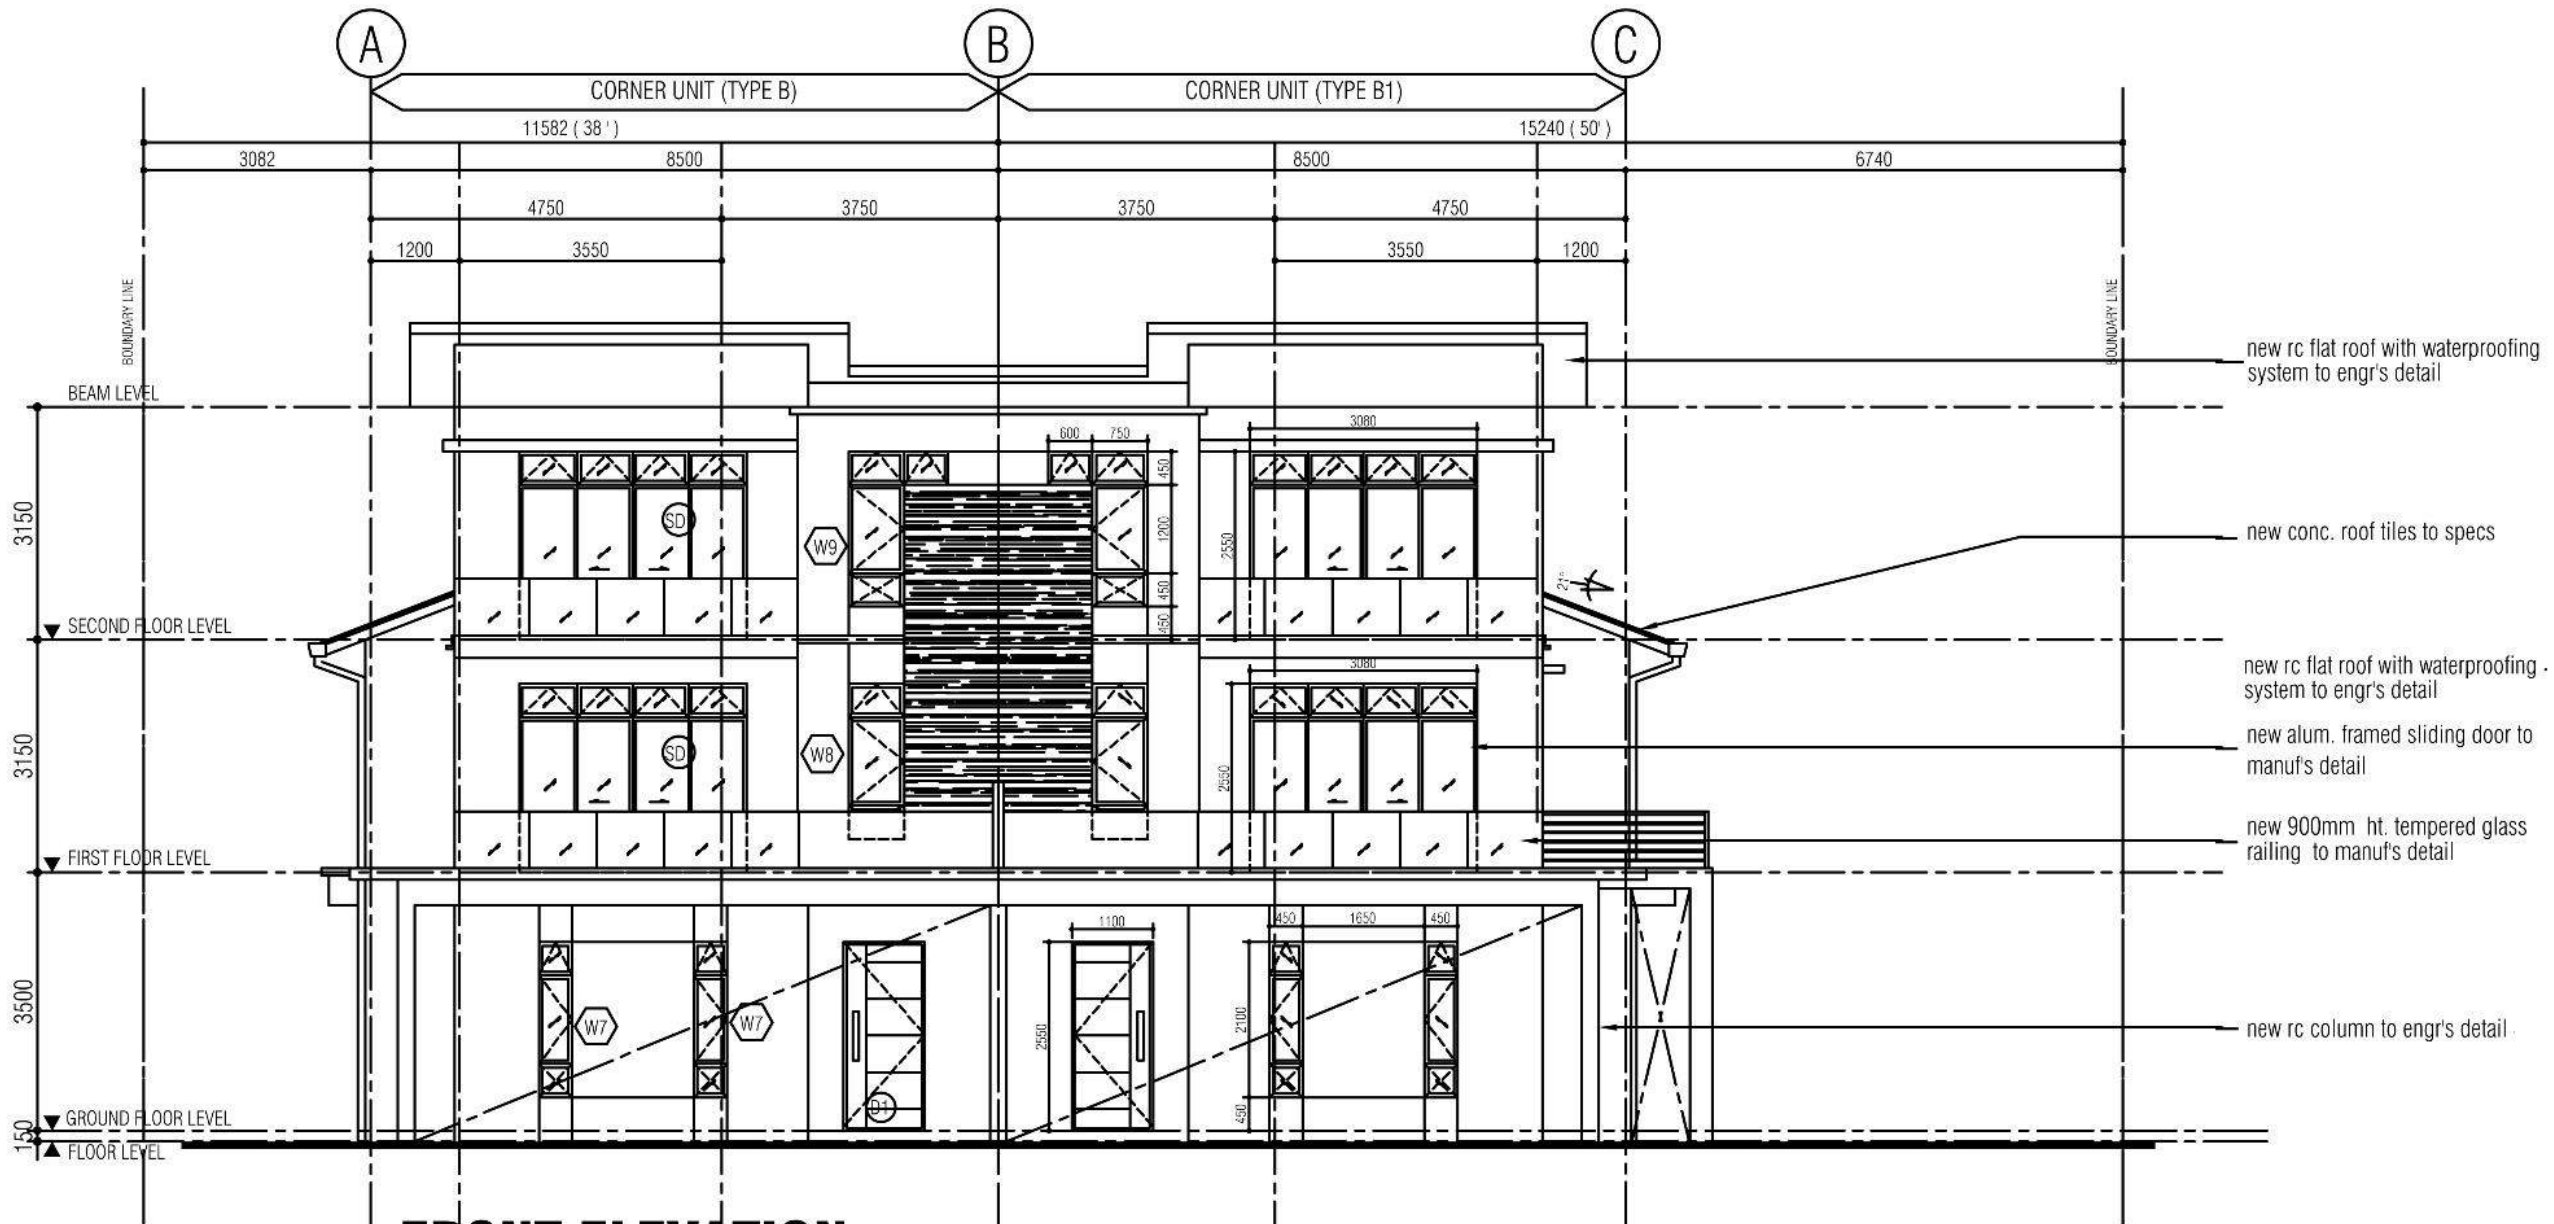 A B C
CORNER UNIT (TYPE B) CORNER UNIT (TYPE B1)
11582 ( 38 ' ) 15240 ( 50' )
3082 8500 8500 6740
4750 3750 3750 4750
1200 3550 3550 1200
BOUNDARY LINE BOUNDARY LINE
new rc flat roof with waterproofing
system to engr's detail
BEAM LEVEL
600 750 3080
450
3150 SD W9 1200 2550
new conc. roof tiles to specs
450 21°
SECOND FLOOR LEVEL 450
3080
new rc flat roof with waterproofing
system to engr's detail
3150 SD W8 2550
new alum. framed sliding door to
manuf's detail
new 900mm ht. tempered glass
railing to manuf's detail
FIRST FLOOR LEVEL
1100 450 1650 450
3500 W7 W7 2550 2100
new rc column to engr's detail
GROUND FLOOR LEVEL D1 450
150
FLOOR LEVEL
FRONT ELEVATION